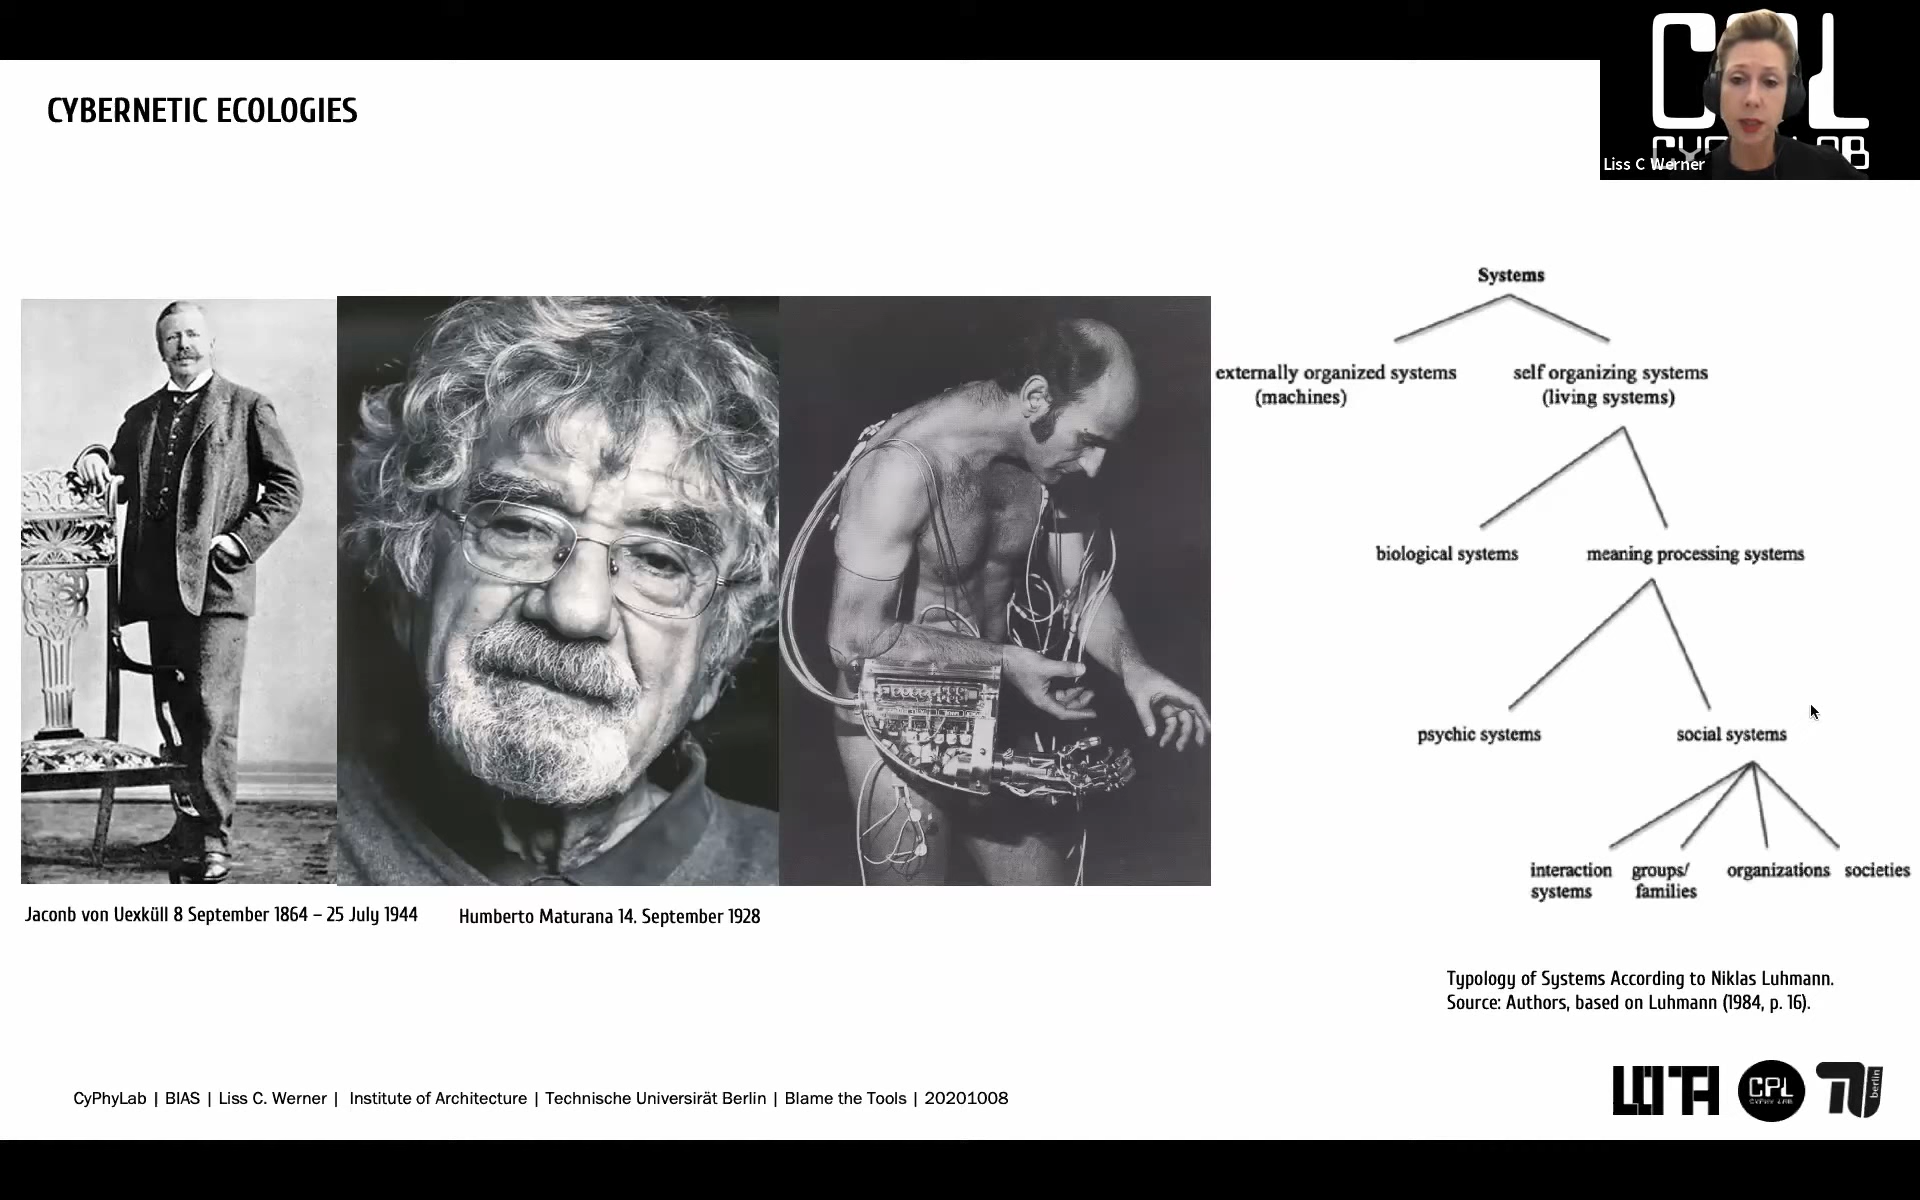 CYBERNETIC ECOLOGIES
Liss C Werner
Systems
externally organized systems
(machines)
self organizing systems
(living systems)
biological systems
meaning processing systems
psychic systems
social systems
interaction
systems
groups/
families
organizations
societies
Jaconb von Uexküll 8 September 1864 – 25 July 1944
Humberto Maturana 14. September 1928
Typology of Systems According to Niklas Luhmann.
Source: Authors, based on Luhmann (1984, p. 16).
CyPhyLab | BIAS | Liss C. Werner | Institute of Architecture | Technische Universirät Berlin | Blame the Tools | 20201008
CPL
CYPHY LAB
berlin